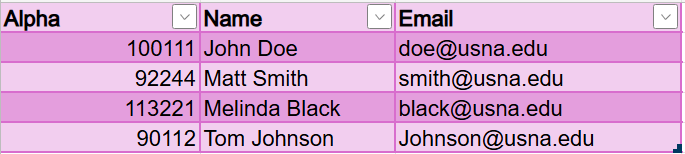 Alpha Name Email
100111 John Doe doe@usna.edu
92244 Matt Smith smith@usna.edu
113221 Melinda Black black@usna.edu
90112 Tom Johnson Johnson@usna.edu